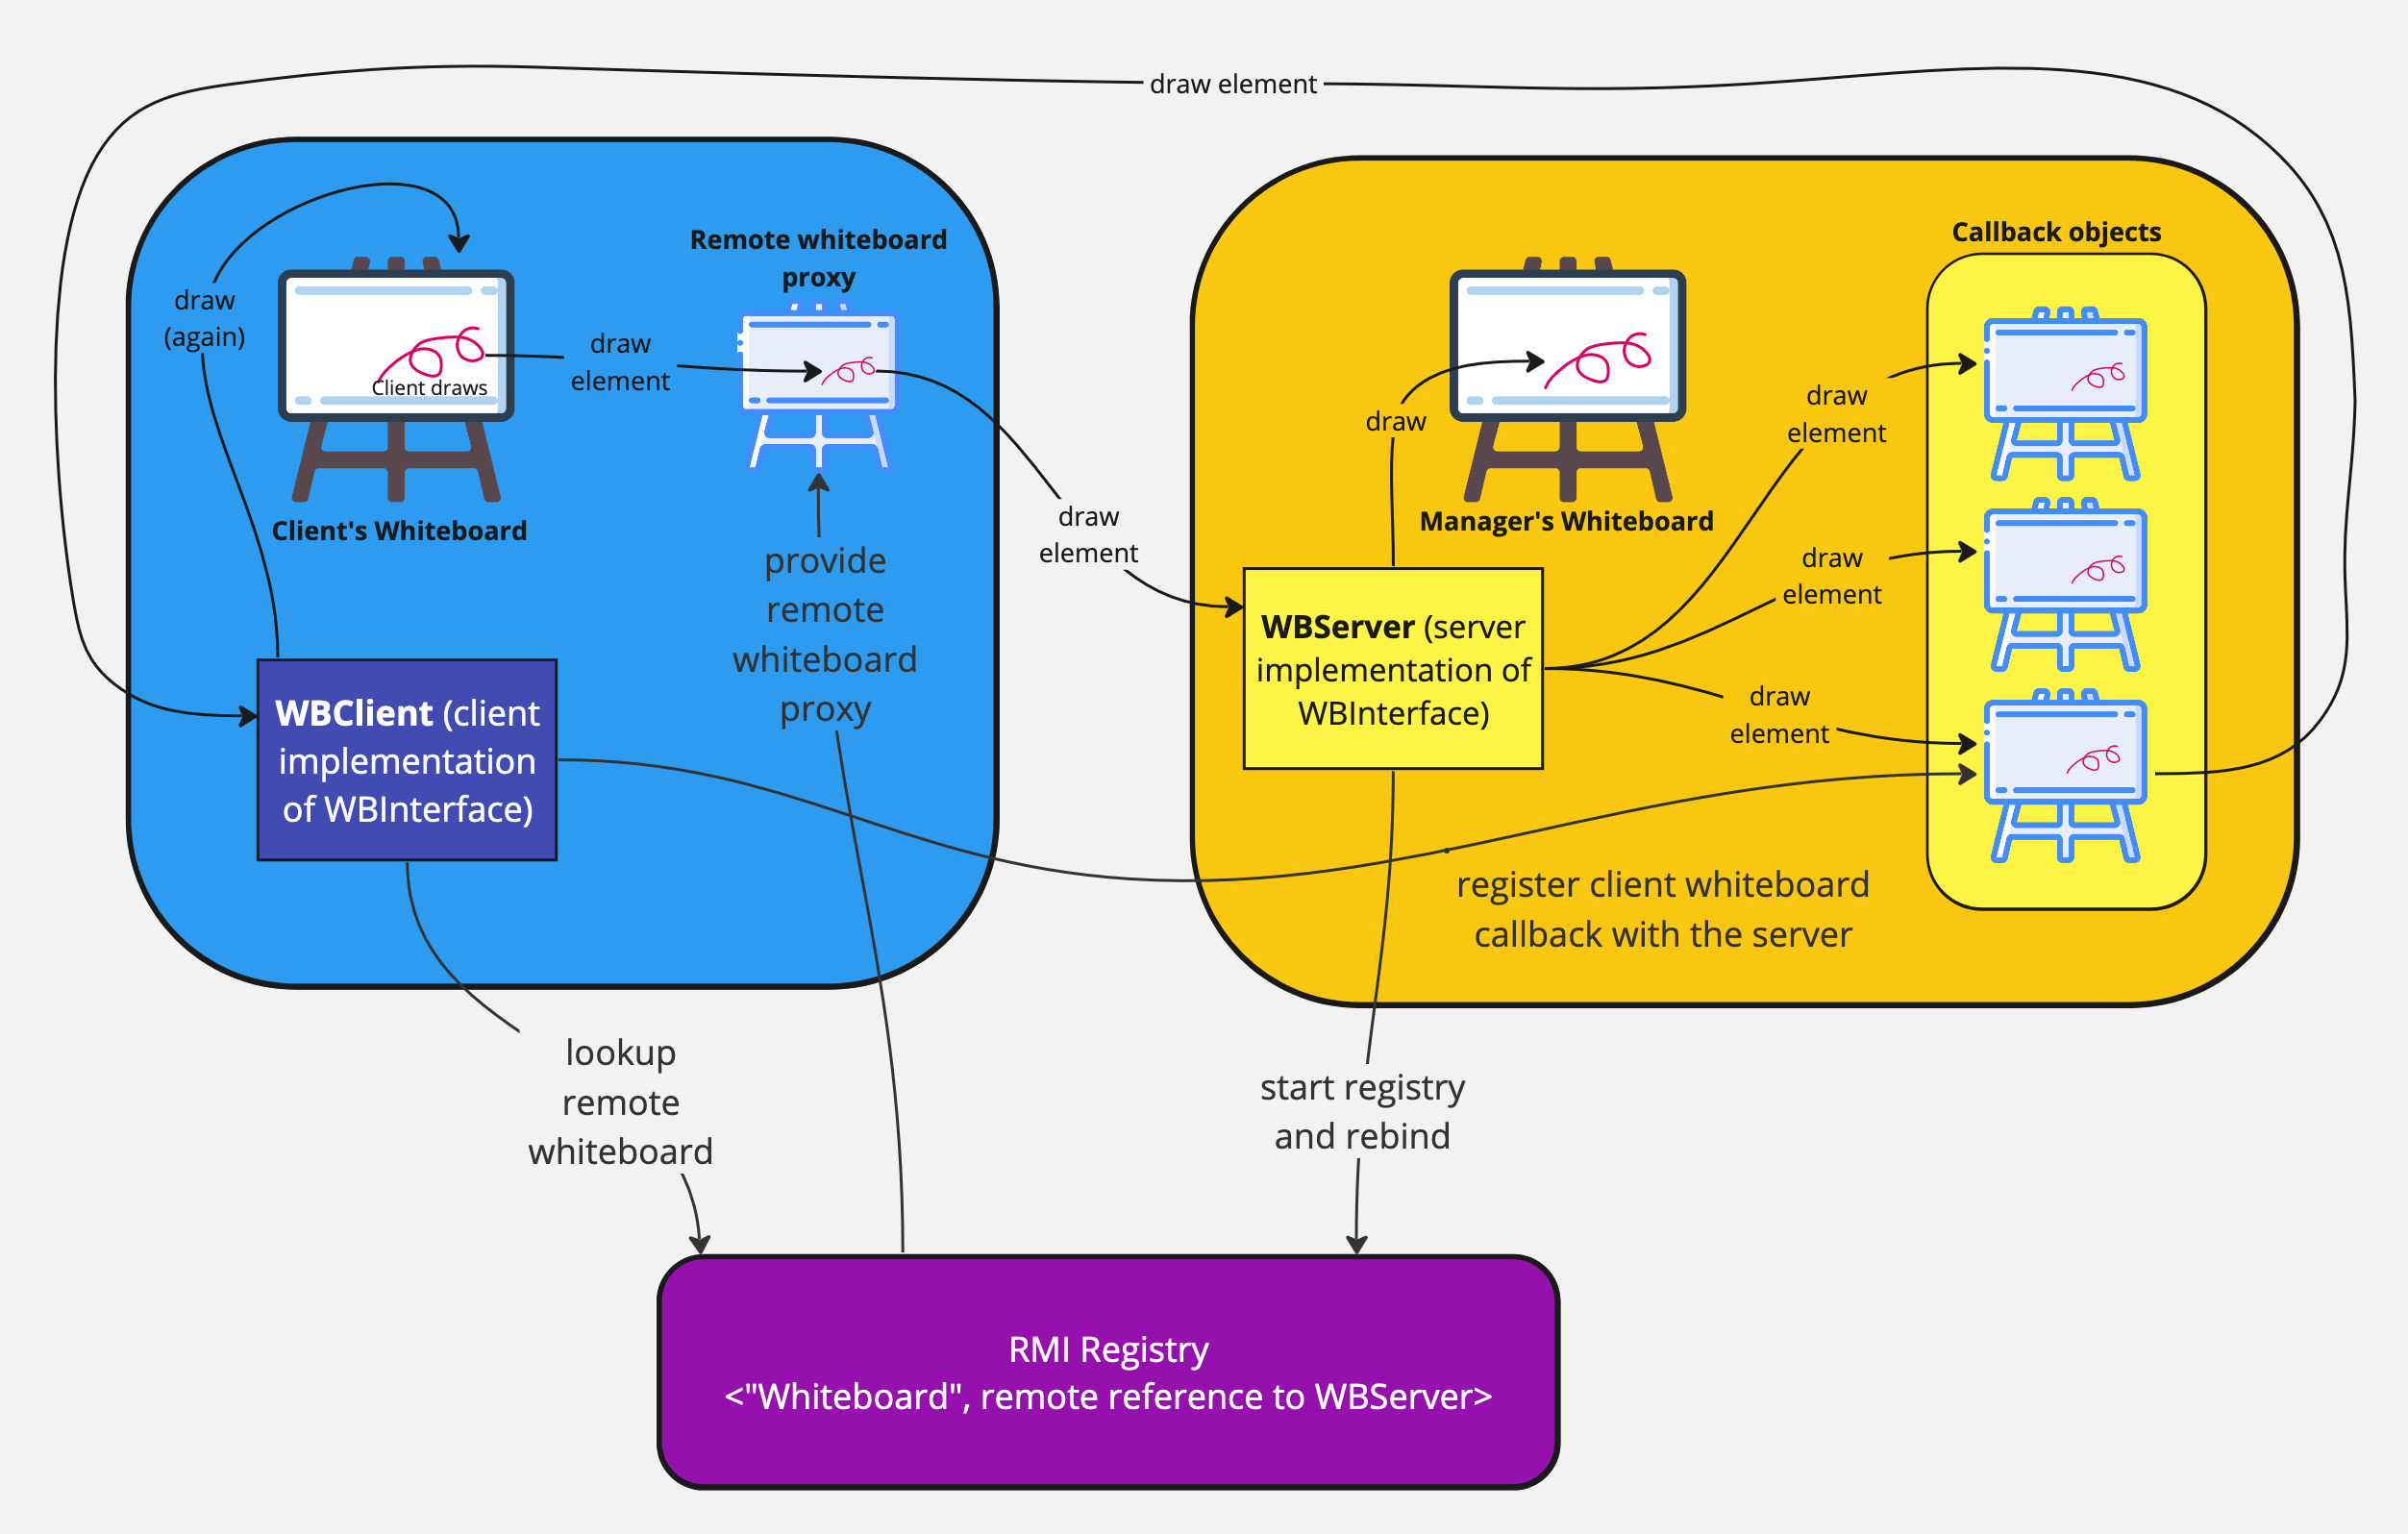 draw element
Remote whiteboard
proxy
Callback objects
draw
(again)
draw
element
Client draws
Client's Whiteboard
draw
Manager's Whiteboard
draw
element
draw
element
draw
element
draw
element
provide
remote
whiteboard
proxy
WBClient (client
implementation
of WBInterface)
WBServer (server
implementation of
WBInterface)
register client whiteboard
callback with the server
lookup
remote
whiteboard
start registry
and rebind
RMI Registry
<"Whiteboard", remote reference to WBServer>